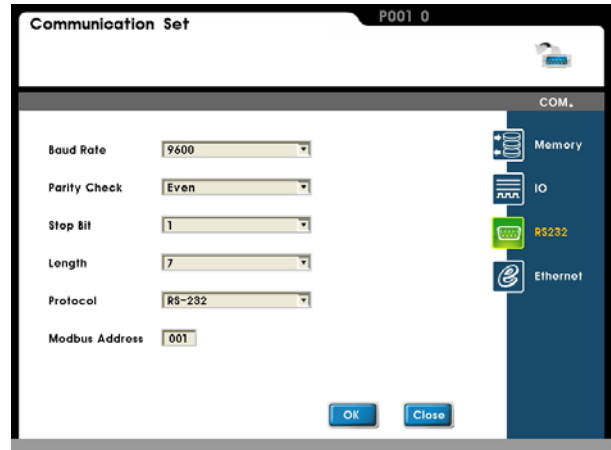 Communication Set
P001 0
COM.
Baud Rate 9600
Parity Check Even
Stop Bit 1
Length 7
Protocol RS-232
Modbus Address 001
Memory
IO
RS232
Ethernet
OK Close